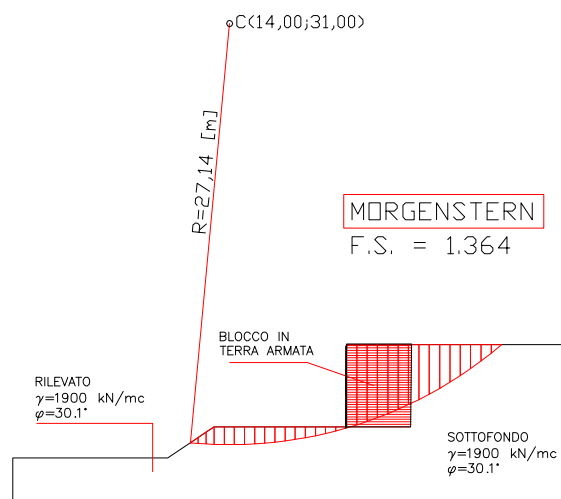 C(14,00;31,00)
R=27,14 [m]
MORGENSTERN
F.S. = 1.364
BLOCCO IN
TERRA ARMATA
RILEVATO
γ=1900 kN/mc
φ=30.1°
SOTTOFONDO
γ=1900 kN/mc
φ=30.1°